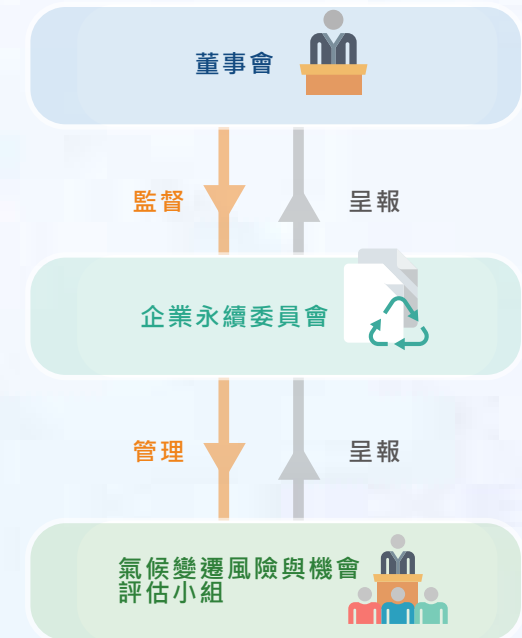 董事會
監督
呈報
企業永續委員會
管理
呈報
氣候變遷風險與機會
評估小組